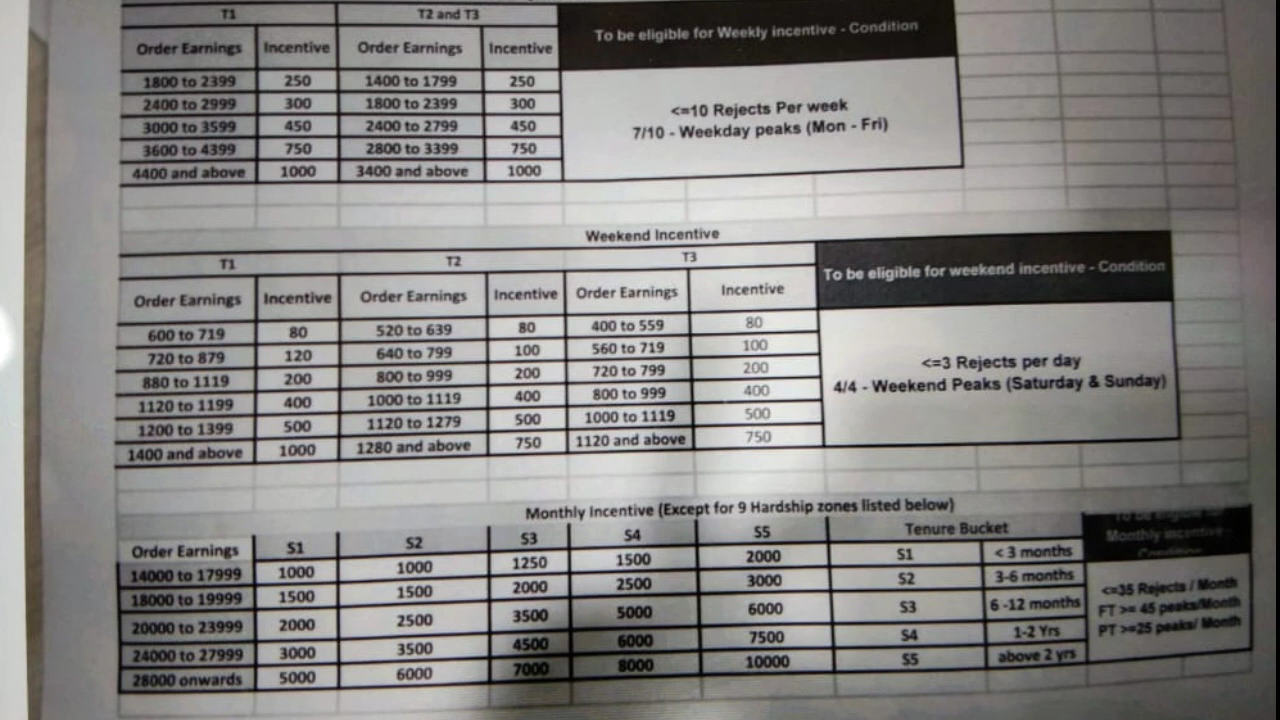 T1 T2 and T3
To be eligible for Weekly incentive - Condition
Order Earnings Incentive Order Earnings Incentive
1800 to 2399 250 1400 to 1799 250
2400 to 2999 300 1800 to 2399 300
3000 to 3599 450 2400 to 2799 450
3600 to 4399 750 2800 to 3399 750
4400 and above 1000 3400 and above 1000
<=10 Rejects Per week
7/10 - Weekday peaks (Mon - Fri)
Weekend Incentive
T1 T2 T3
To be eligible for weekend incentive - Condition
Order Earnings Incentive Order Earnings Incentive Order Earnings Incentive
600 to 719 80 520 to 639 80 400 to 559 80
720 to 879 120 640 to 799 100 560 to 719 100
880 to 1119 200 800 to 999 200 720 to 799 200
1120 to 1199 400 1000 to 1119 400 800 to 999 400
1200 to 1399 500 1120 to 1279 500 1000 to 1119 500
1400 and above 1000 1280 and above 750 1120 and above 750
<=3 Rejects per day
4/4 - Weekend Peaks (Saturday & Sunday)
Monthly Incentive (Except for 9 Hardship zones listed below)
Order Earnings S1 S2 S3 S4 S5 Tenure Bucket
14000 to 17999 1000 1000 1250 1500 2000 S1 < 3 months
18000 to 19999 1500 1500 2000 2500 3000 S2 3-6 months
20000 to 23999 2000 2500 3500 5000 6000 S3 6 -12 months
24000 to 27999 3000 3500 4500 6000 7500 S4 1-2 Yrs
28000 onwards 5000 6000 7000 8000 10000 S5 above 2 yrs
Monthly incentive -
Condition
<=35 Rejects / Month
FT >= 45 peaks/Month
PT >=25 peaks/ Month